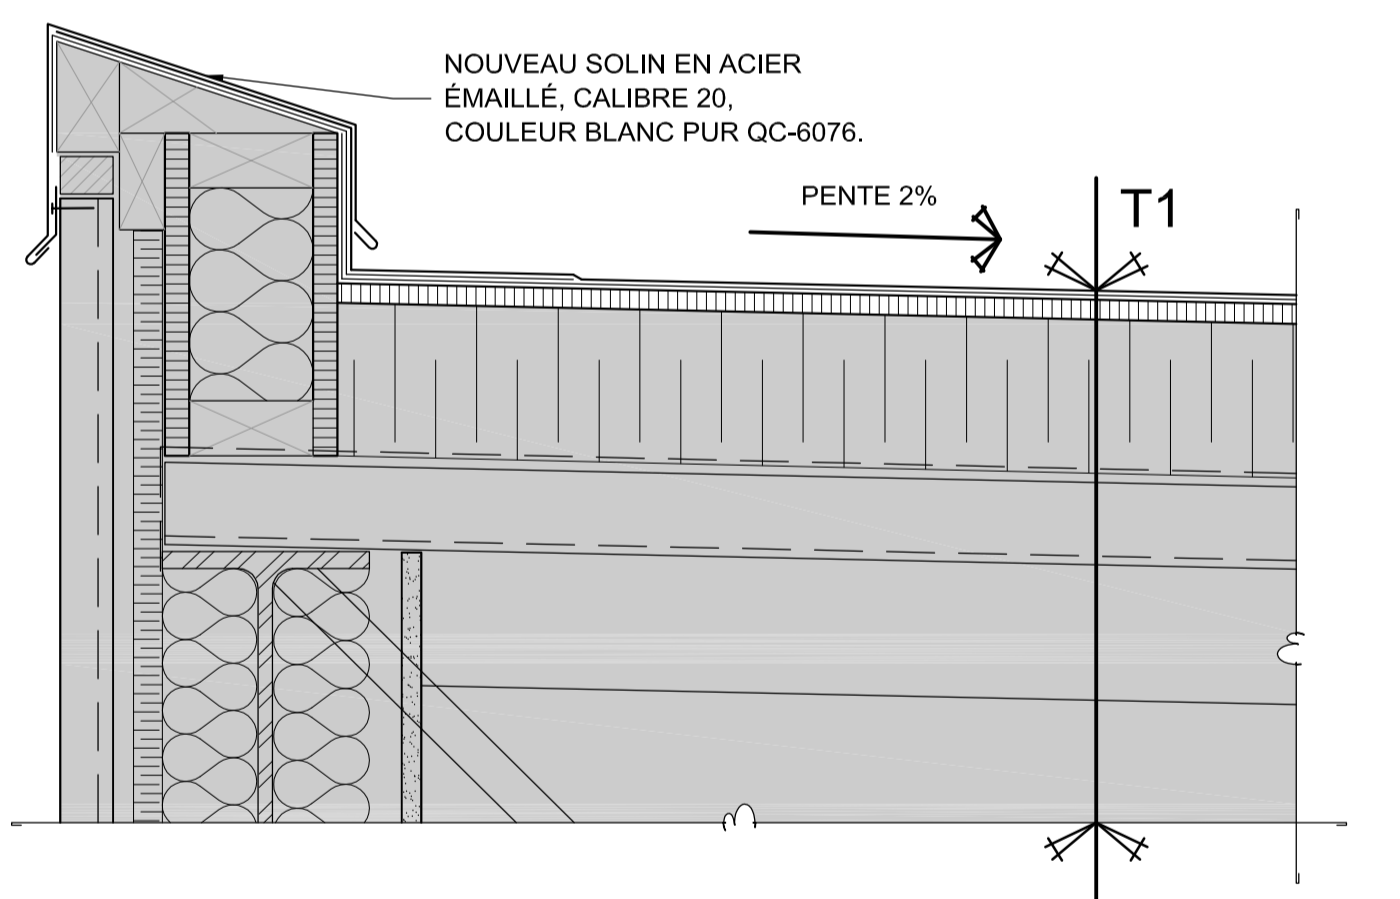 NOUVEAU SOLIN EN ACIER
ÉMAILLÉ, CALIBRE 20,
COULEUR BLANC PUR QC-6076.
PENTE 2%
T1